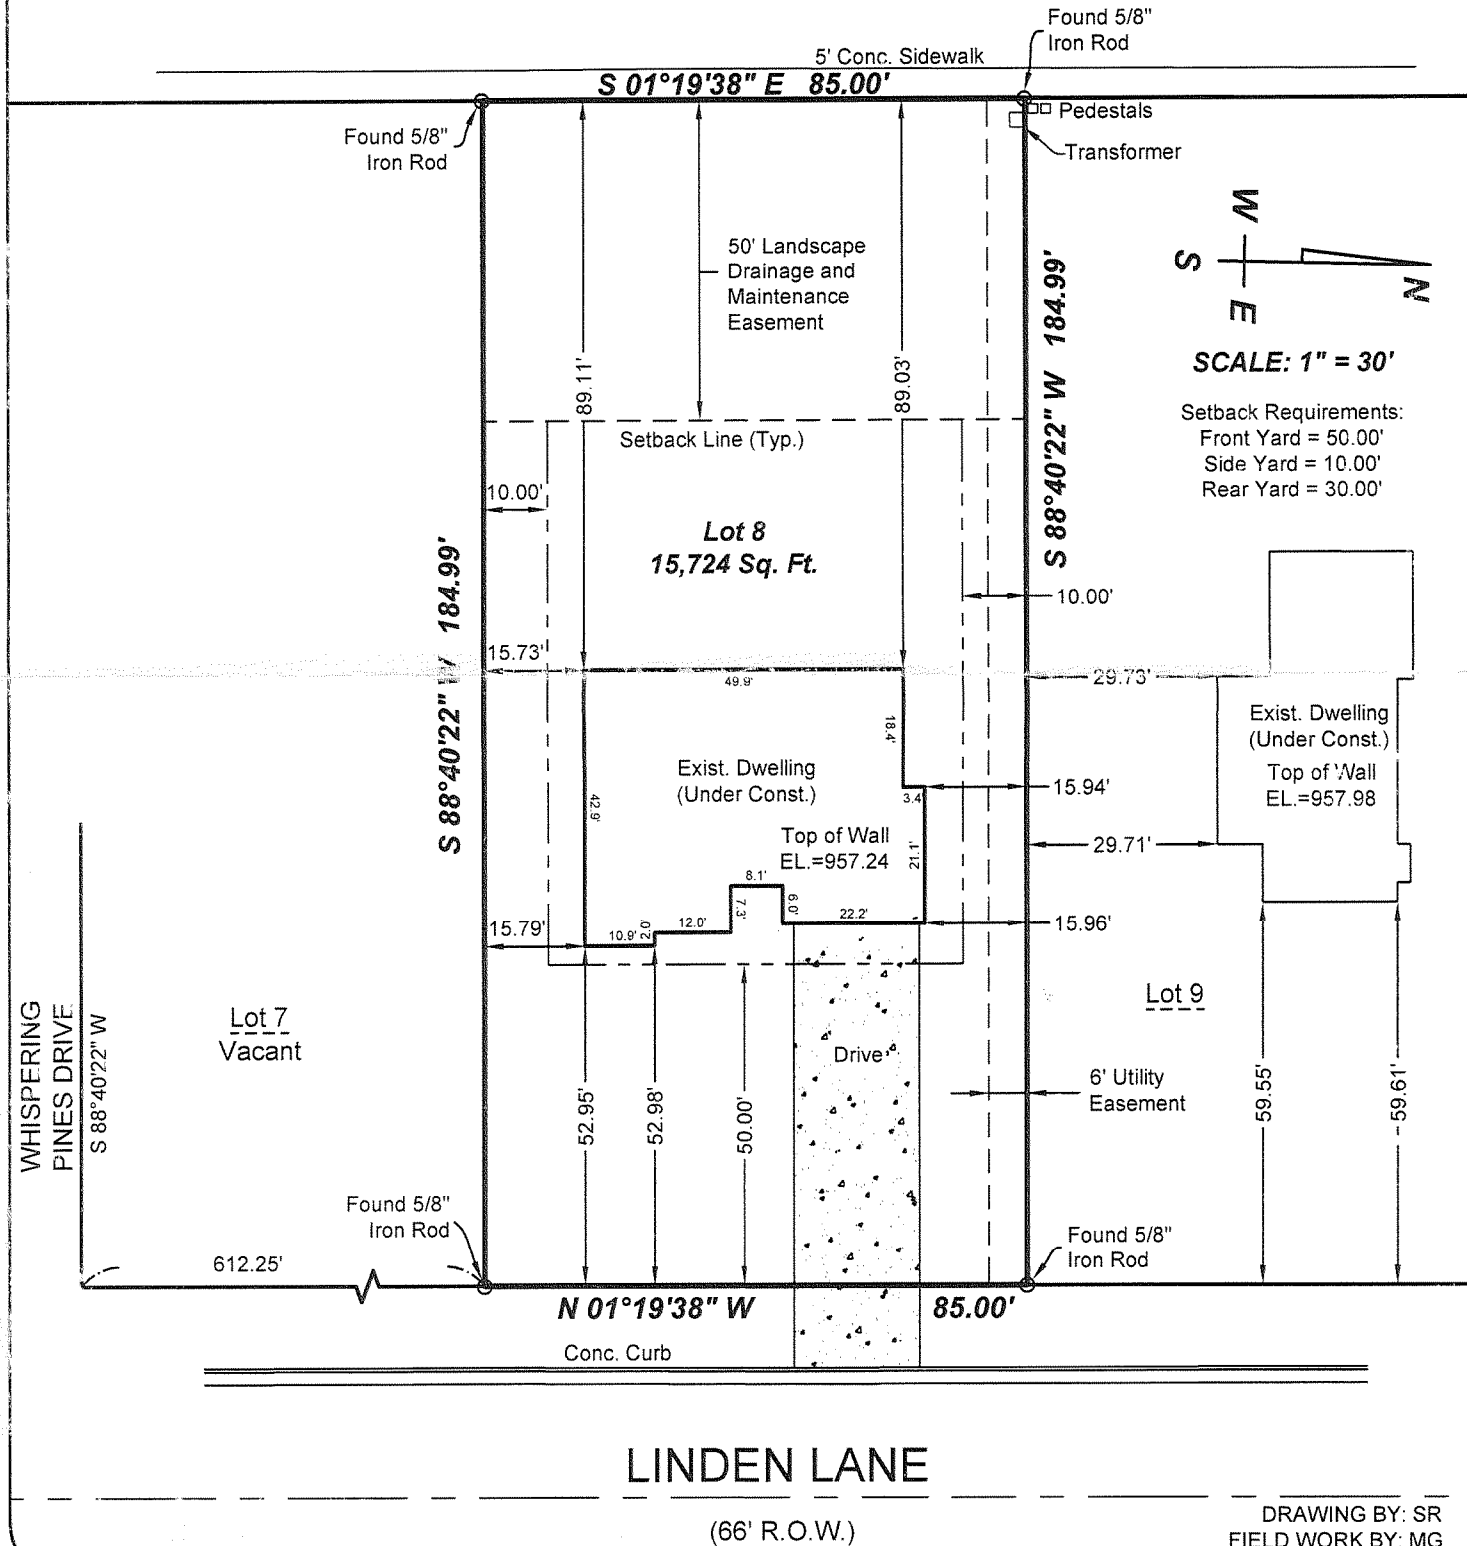 Found 5/8"
Iron Rod
5' Conc. Sidewalk
S 01°19'38" E 85.00'
Found 5/8"
Iron Rod
Pedestals
Transformer
50' Landscape
Drainage and
Maintenance
Easement
W
S
N
E
SCALE: 1" = 30'
Setback Requirements:
Front Yard = 50.00'
Side Yard = 10.00'
Rear Yard = 30.00'
89.11'
89.03'
S 88°40'22" W 184.99'
Setback Line (Typ.)
10.00'
Lot 8
15,724 Sq. Ft.
10.00'
S 88°40'22" W 184.99'
15.73'
49.9'
29.73'
18.4'
Exist. Dwelling
(Under Const.)
Top of Wall
EL.=957.98
Exist. Dwelling
(Under Const.)
42.9'
3.4'
15.94'
Top of Wall
EL.=957.24
21.1'
29.71'
8.1'
7.3'
6.0'
22.2'
15.96'
15.79'
10.9'
2.0'
12.0'
Lot 7
Vacant
Lot 9
WHISPERING
PINES DRIVE
S 88°40'22" W
Drive
52.95'
52.98'
50.00'
6' Utility
Easement
59.55'
59.61'
Found 5/8"
Iron Rod
Found 5/8"
Iron Rod
612.25'
N 01°19'38" W 85.00'
Conc. Curb
LINDEN LANE
(66' R.O.W.)
DRAWING BY: SR
FIELD WORK BY: MG